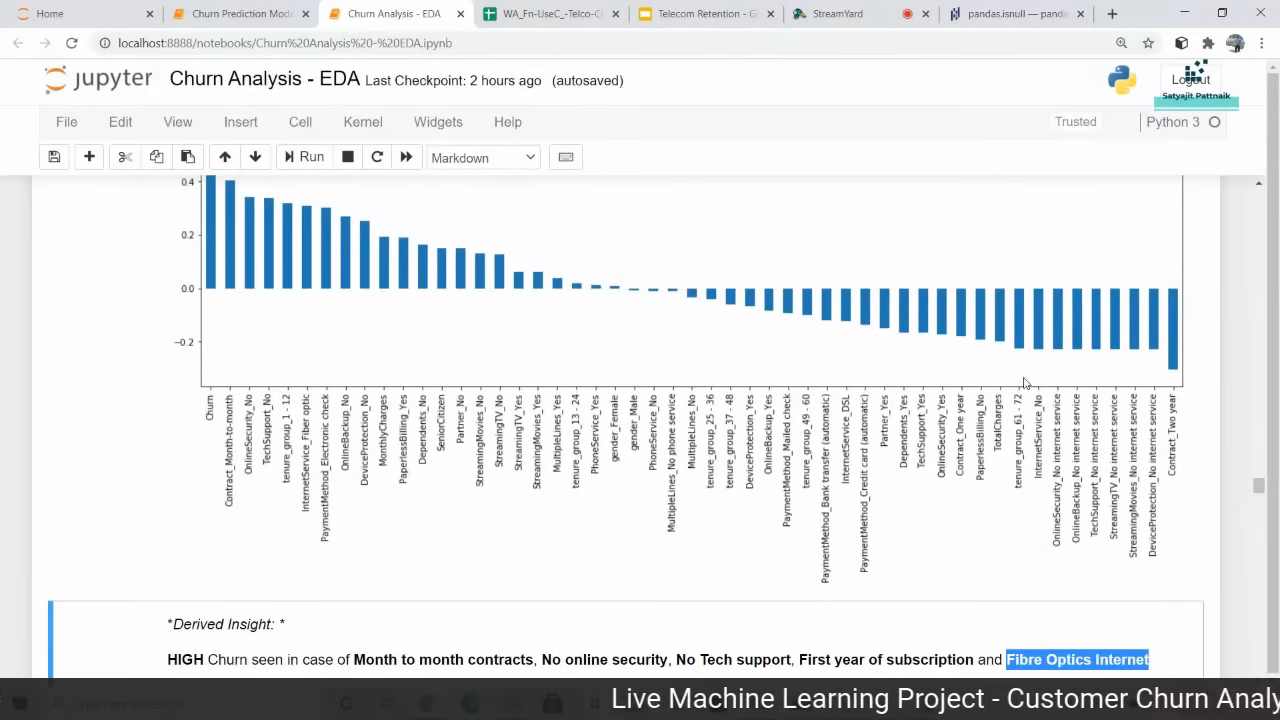 Home
Churn Prediction Mode
Churn Analysis - EDA
WA_Fn-UseC_-Telco-C
Telecom Retention - G
StreamYard
pandas.isnull — panda
localhost:8888/notebooks/Churn%20Analysis%20-%20EDA.ipynb
jupyter Churn Analysis - EDA Last Checkpoint: 2 hours ago (autosaved)
Logout
Satyajit Pattnaik
File Edit View Insert Cell Kernel Widgets Help
Trusted
Python 3
Run
Markdown
0.4
0.2
0.0
−0.2
Churn
Contract_Month-to-month
OnlineSecurity_No
TechSupport_No
tenure_group_1 - 12
InternetService_Fiber optic
PaymentMethod_Electronic check
OnlineBackup_No
DeviceProtection_No
MonthlyCharges
PaperlessBilling_Yes
Dependents_No
SeniorCitizen
Partner_No
StreamingMovies_No
StreamingTV_No
StreamingTV_Yes
StreamingMovies_Yes
MultipleLines_Yes
tenure_group_13 - 24
PhoneService_Yes
gender_Female
gender_Male
PhoneService_No
MultipleLines_No phone service
MultipleLines_No
tenure_group_25 - 36
tenure_group_37 - 48
DeviceProtection_Yes
OnlineBackup_Yes
PaymentMethod_Mailed check
tenure_group_49 - 60
PaymentMethod_Bank transfer (automatic)
InternetService_DSL
PaymentMethod_Credit card (automatic)
Partner_Yes
Dependents_Yes
TechSupport_Yes
OnlineSecurity_Yes
Contract_One year
PaperlessBilling_No
TotalCharges
tenure_group_61 - 72
InternetService_No
OnlineSecurity_No internet service
OnlineBackup_No internet service
TechSupport_No internet service
StreamingTV_No internet service
StreamingMovies_No internet service
DeviceProtection_No internet service
Contract_Two year
*Derived Insight: *
HIGH Churn seen in case of Month to month contracts, No online security, No Tech support, First year of subscription and Fibre Optics Internet
Live Machine Learning Project - Customer Churn Analy